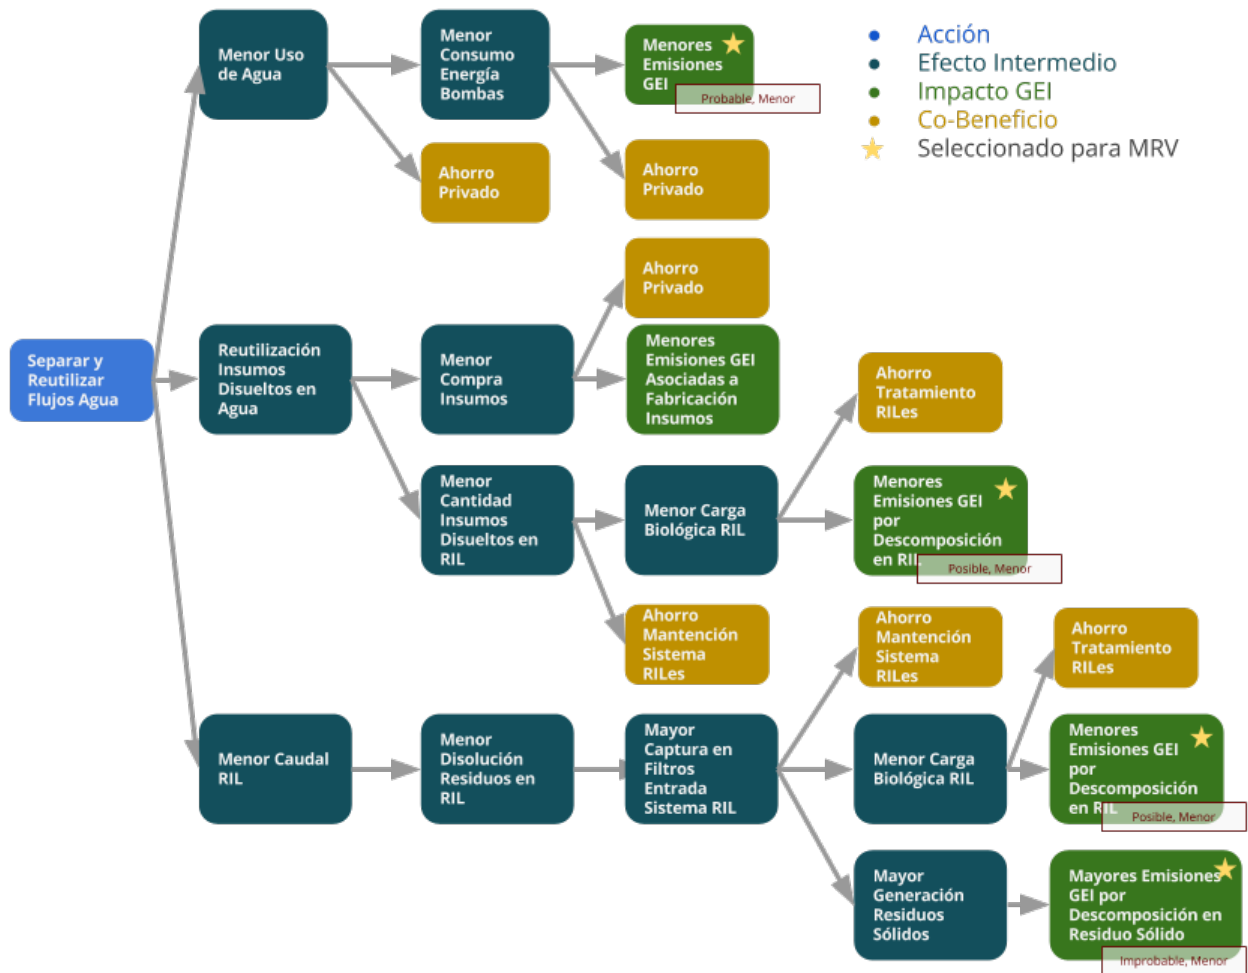 Menor Uso
de Agua
Menor
Consumo
Energía
Bombas
Menores
Emisiones
GEI
Probable, Menor
Acción
Efecto Intermedio
Impacto GEI
Co-Beneficio
Seleccionado para MRV
Ahorro
Privado
Ahorro
Privado
Ahorro
Privado
Separar y
Reutilizar
Flujos Agua
Reutilización
Insumos
Disueltos en
Agua
Menor
Compra
Insumos
Menores
Emisiones GEI
Asociadas a
Fabricación
Insumos
Ahorro
Tratamiento
RILes
Menor
Cantidad
Insumos
Disueltos en
RIL
Menor Carga
Biológica RIL
Menores
Emisiones GEI
por
Descomposición
en RIL
Posible, Menor
Ahorro
Mantención
Sistema
RILes
Ahorro
Mantención
Sistema
RILes
Ahorro
Tratamiento
RILes
Menor Caudal
RIL
Menor
Disolución
Residuos en
RIL
Mayor
Captura en
Filtros
Entrada
Sistema RIL
Menor Carga
Biológica RIL
Menores
Emisiones GEI
por
Descomposición
en RIL
Posible, Menor
Mayor
Generación
Residuos
Sólidos
Mayores Emisiones
GEI por
Descomposición en
Residuo Sólido
Improbable, Menor